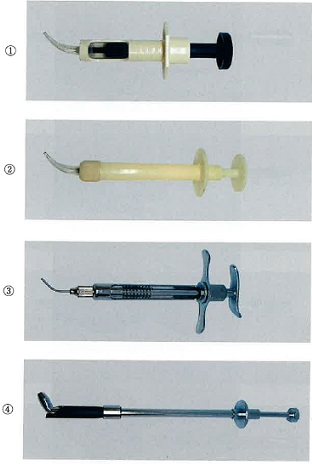 ①
②
③
④